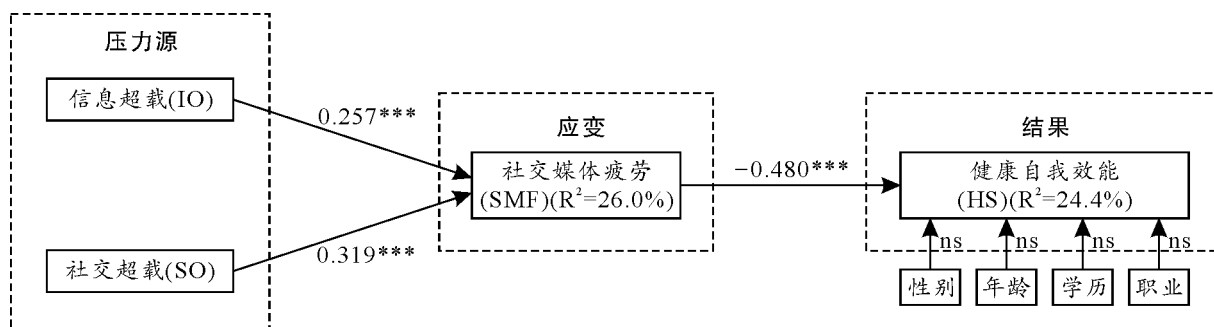 压力源
信息超载(IO)
0.257***
应变
结果
社交媒体疲劳
(SMF)(R²=26.0%)
−0.480***
健康自我效能
(HS)(R²=24.4%)
社交超载(SO)
0.319***
ns
ns
ns
ns
性别
年龄
学历
职业